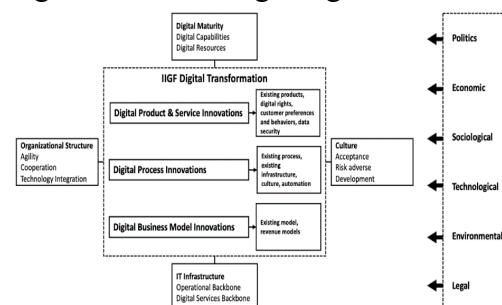 Digital Maturity
Digital Capabilities
Digital Resources
IIGF Digital Transformation
Digital Product & Service Innovations
Existing products,
digital rights,
customer preferences
and behaviors, data
security
Organizational Structure
Agility
Cooperation
Technology Integration
Digital Process Innovations
Existing process,
existing
infrastructure,
culture, automation
Culture
Acceptance
Risk adverse
Development
Digital Business Model Innovations
Existing model,
revenue models
IT Infrastructure
Operational Backbone
Digital Services Backbone
Politics
Economic
Sociological
Technological
Environmental
Legal